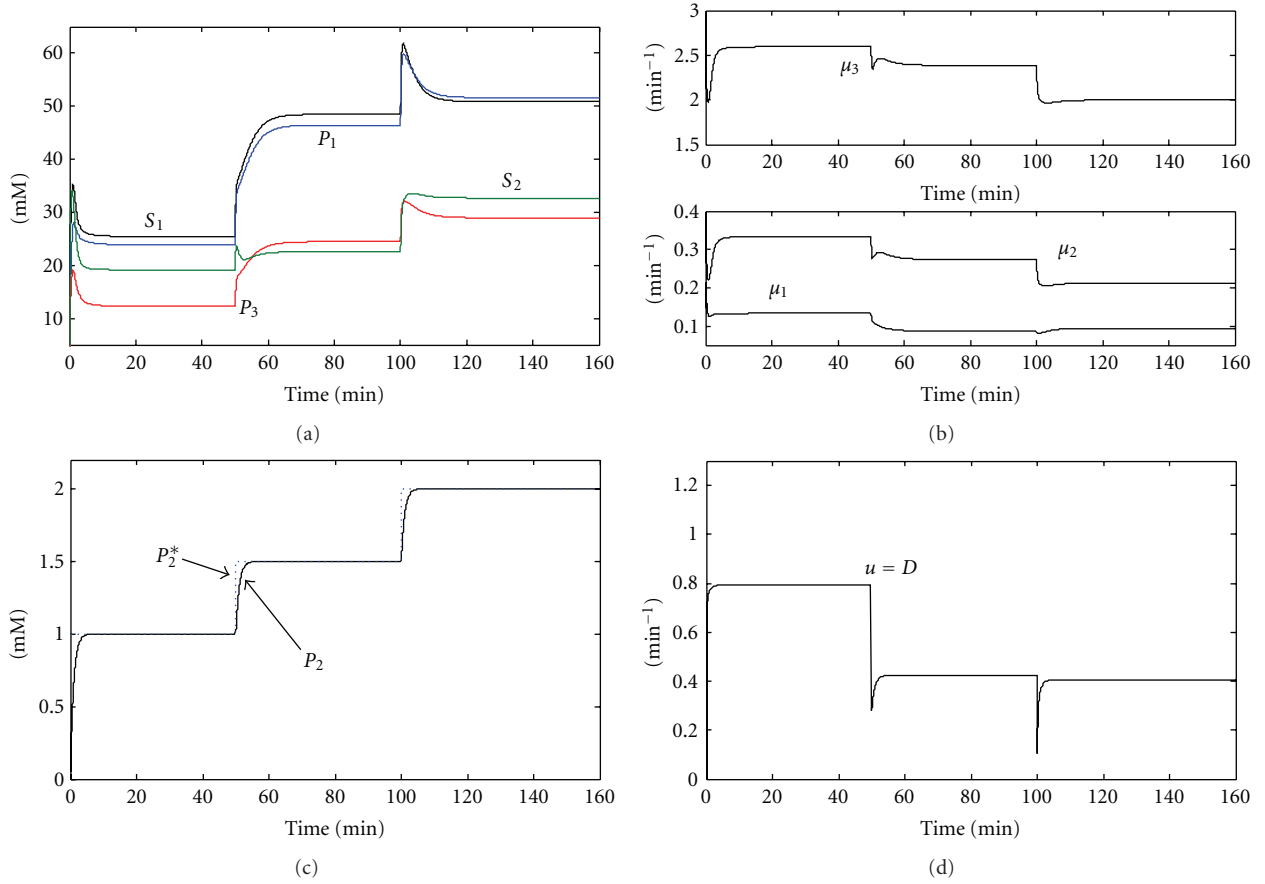 60
50
40
30
20
10
(mM)
S₁
P₁
S₂
P₃
0 20 40 60 80 100 120 140 160
Time (min)
(a)
3
2.5
2
1.5
(min⁻¹)
μ₃
0 20 40 60 80 100 120 140 160
Time (min)
0.4
0.3
0.2
0.1
(min⁻¹)
μ₂
μ₁
0 20 40 60 80 100 120 140 160
Time (min)
(b)
2
1.5
1
0.5
0
(mM)
P₂*
P₂
0 20 40 60 80 100 120 140 160
Time (min)
(c)
1.2
1
0.8
0.6
0.4
0.2
0
(min⁻¹)
u = D
0 20 40 60 80 100 120 140 160
Time (min)
(d)